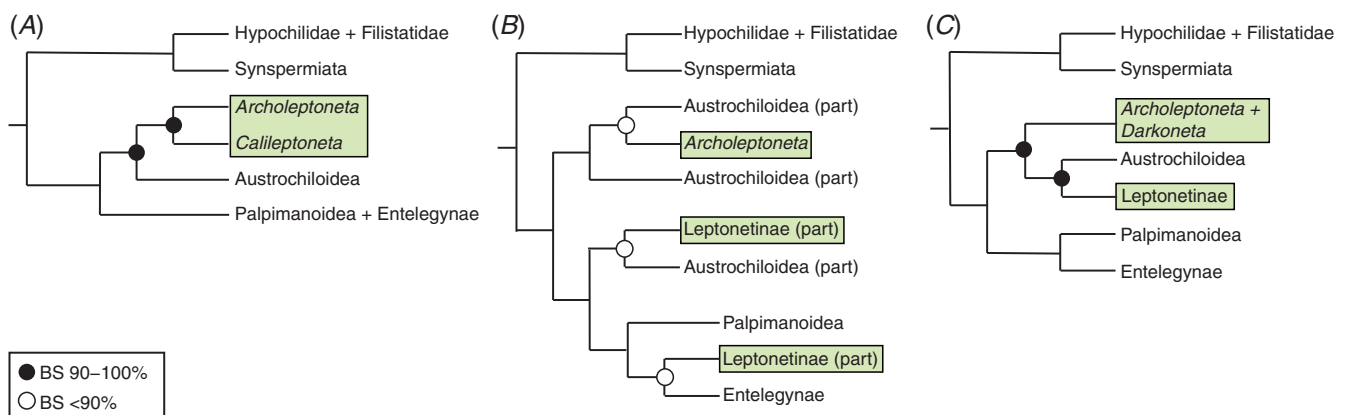 (A)
Hypochilidae + Filistatidae
Synspermiata
Archoleptoneta
Calileptoneta
Austrochiloidea
Palpimanoidea + Entelegynae
BS 90–100%
BS <90%
(B)
Hypochilidae + Filistatidae
Synspermiata
Austrochiloidea (part)
Archoleptoneta
Austrochiloidea (part)
Leptonetinae (part)
Austrochiloidea (part)
Palpimanoidea
Leptonetinae (part)
Entelegynae
(C)
Hypochilidae + Filistatidae
Synspermiata
Archoleptoneta +
Darkoneta
Austrochiloidea
Leptonetinae
Palpimanoidea
Entelegynae